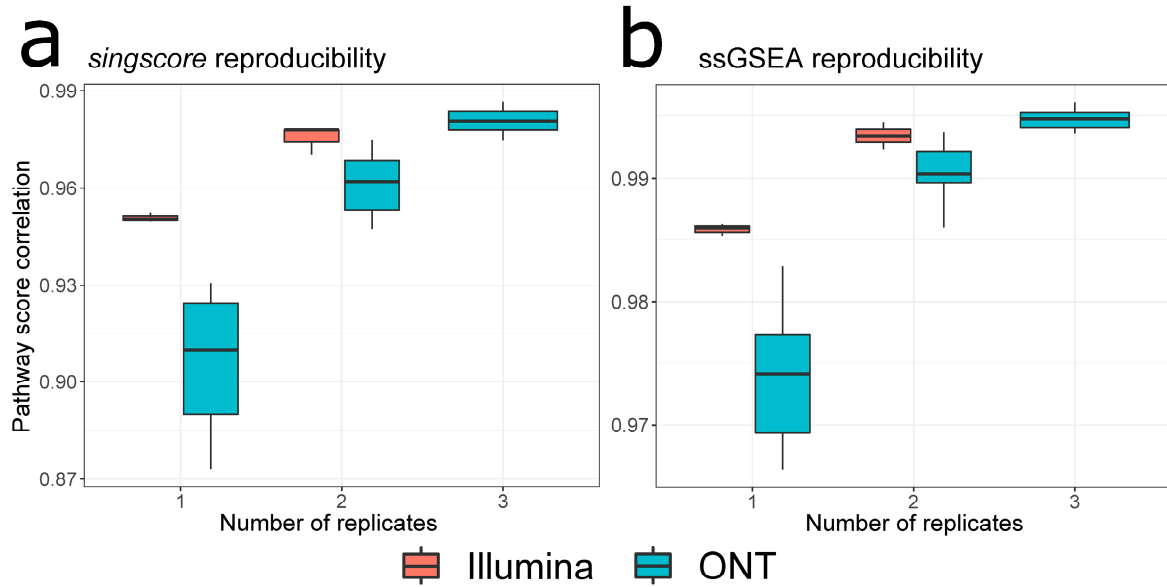 a
singscore reproducibility
0.99
0.96
0.93
0.90
0.87
Pathway score correlation
1 2 3
Number of replicates
b
ssGSEA reproducibility
0.99
0.98
0.97
1 2 3
Number of replicates
Illumina ONT